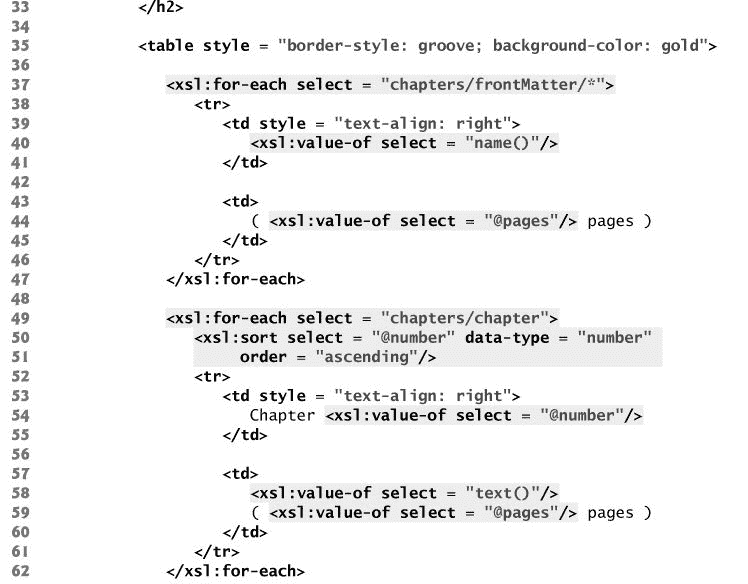 33 </h2>
34
35 <table style = "border-style: groove; background-color: gold">
36
37 <xsl:for-each select = "chapters/frontMatter/*">
38 <tr>
39 <td style = "text-align: right">
40 <xsl:value-of select = "name()"/>
41 </td>
42
43 <td>
44 ( <xsl:value-of select = "@pages"/> pages )
45 </td>
46 </tr>
47 </xsl:for-each>
48
49 <xsl:for-each select = "chapters/chapter">
50 <xsl:sort select = "@number" data-type = "number"
51 order = "ascending"/>
52 <tr>
53 <td style = "text-align: right">
54 Chapter <xsl:value-of select = "@number"/>
55 </td>
56
57 <td>
58 <xsl:value-of select = "text()"/>
59 ( <xsl:value-of select = "@pages"/> pages )
60 </td>
61 </tr>
62 </xsl:for-each>